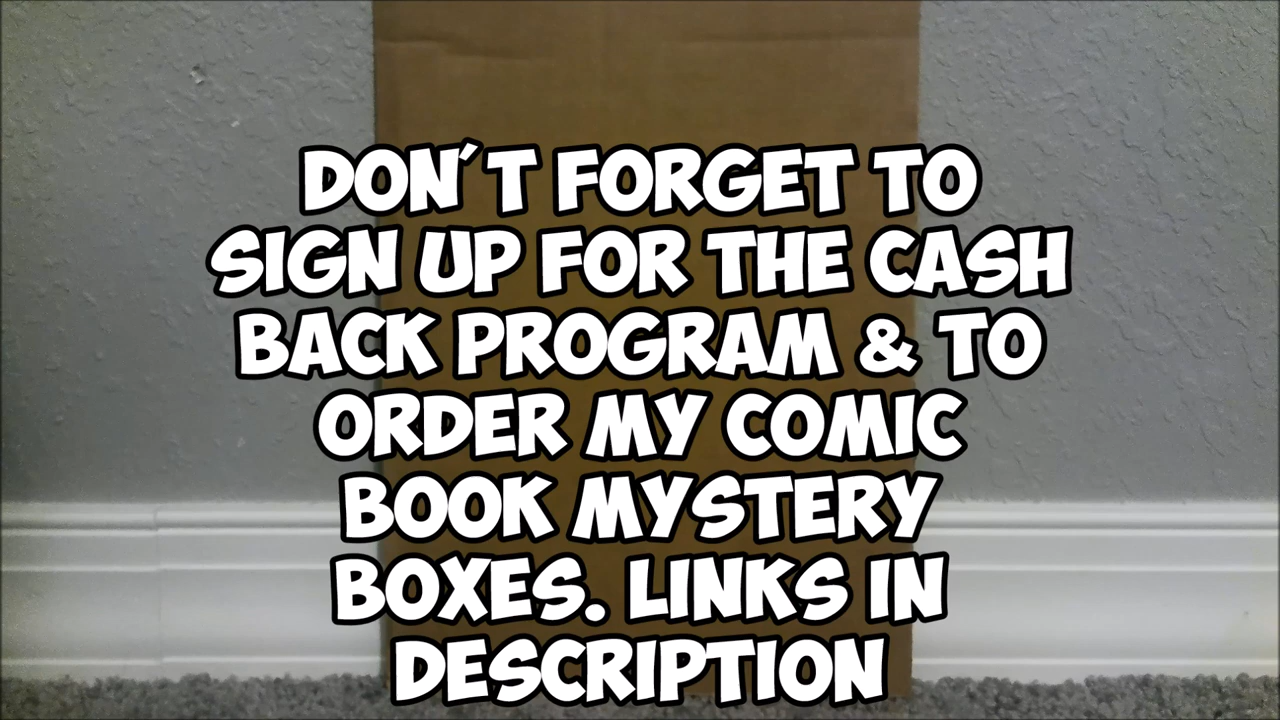 DON'T FORGET TO
SIGN UP FOR THE CASH
BACK PROGRAM & TO
ORDER MY COMIC
BOOK MYSTERY
BOXES. LINKS IN
DESCRIPTION